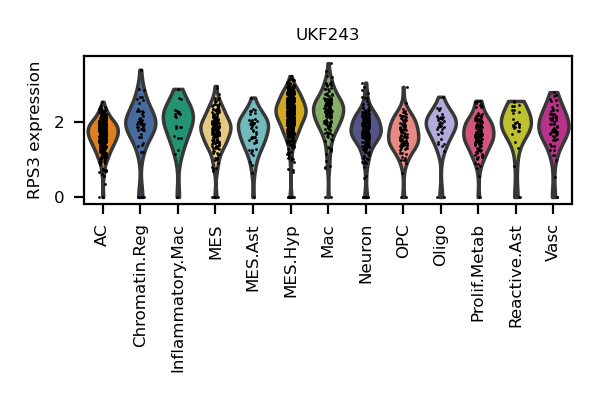 UKF243
RPS3 expression
2
0
AC
Chromatin.Reg
Inflammatory.Mac
MES
MES.Ast
MES.Hyp
Mac
Neuron
OPC
Oligo
Prolif.Metab
Reactive.Ast
Vasc